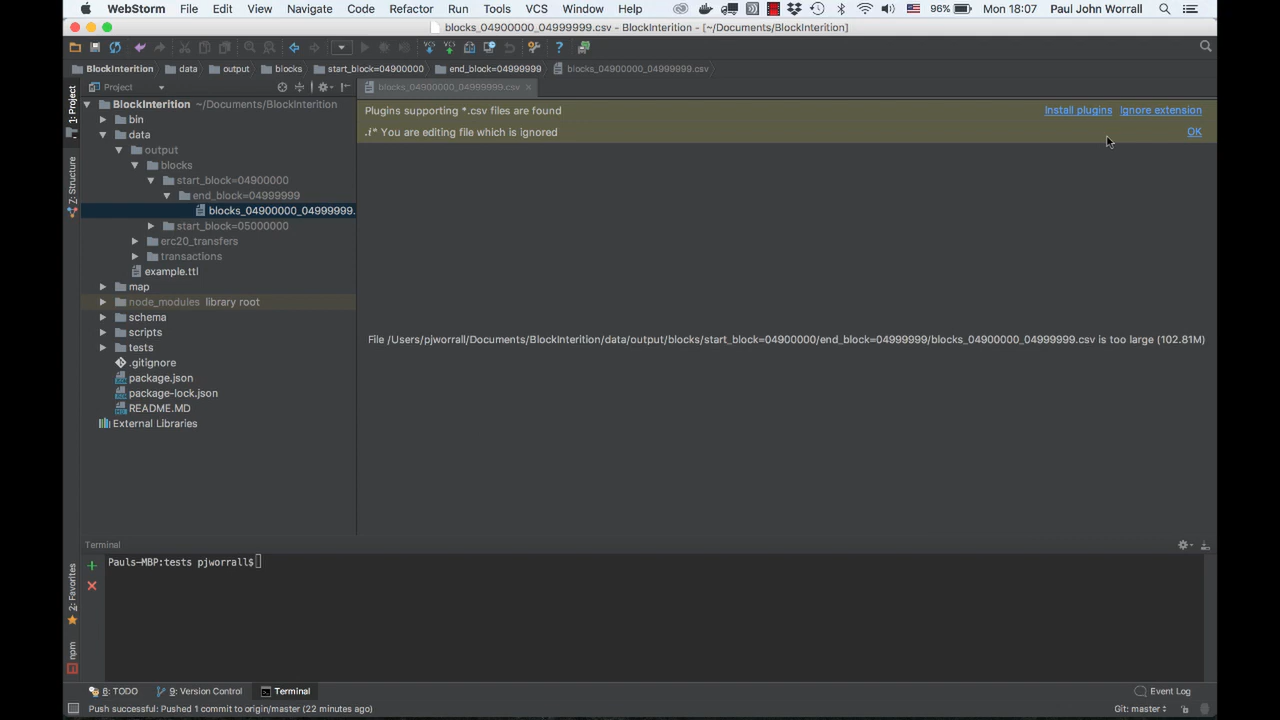 WebStorm File Edit View Navigate Code Refactor Run Tools VCS Window Help 96% Mon 18:07 Paul John Worrall
blocks_04900000_04999999.csv - BlockInterition - [~/Documents/BlockInterition]
BlockInterition data output blocks start_block=04900000 end_block=04999999 blocks_04900000_04999999.csv
1: Project
Project
blocks_04900000_04999999.csv ×
BlockInterition ~/Documents/BlockInterition
bin
data
output
blocks
start_block=04900000
end_block=04999999
blocks_04900000_04999999.
start_block=05000000
erc20_transfers
transactions
example.ttl
map
node_modules library root
schema
scripts
tests
.gitignore
package.json
package-lock.json
README.MD
External Libraries
Z: Structure
Plugins supporting *.csv files are found Install plugins Ignore extension
.i* You are editing file which is ignored OK
File /Users/pjworrall/Documents/BlockInterition/data/output/blocks/start_block=04900000/end_block=04999999/blocks_04900000_04999999.csv is too large (102.81M)
Terminal
Pauls-MBP:tests pjworrall$
2: Favorites
npm
6: TODO 9: Version Control Terminal Event Log
Push successful: Pushed 1 commit to origin/master (22 minutes ago) Git: master